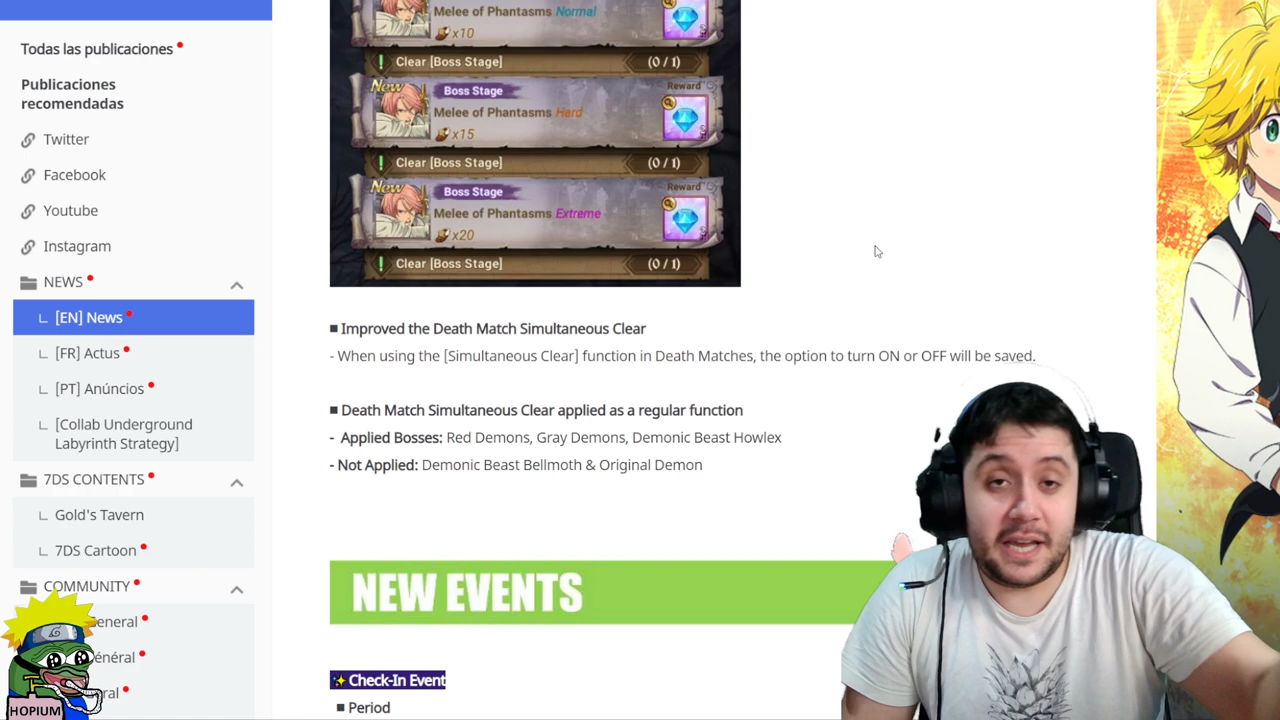 Todas las publicaciones
Publicaciones
recomendadas
Twitter
Facebook
Youtube
Instagram
NEWS
[EN] News
[FR] Actus
[PT] Anúncios
[Collab Underground
Labyrinth Strategy]
7DS CONTENTS
Gold's Tavern
7DS Cartoon
COMMUNITY
eneral
énéral
ral
HOPIUM
Melee of Phantasms Normal
x10
Clear [Boss Stage] (0 / 1)
New Boss Stage Reward
Melee of Phantasms Hard
x15
Clear [Boss Stage] (0 / 1)
New Boss Stage Reward
Melee of Phantasms Extreme
x20
Clear [Boss Stage] (0 / 1)
■ Improved the Death Match Simultaneous Clear
- When using the [Simultaneous Clear] function in Death Matches, the option to turn ON or OFF will be saved.
■ Death Match Simultaneous Clear applied as a regular function
- Applied Bosses: Red Demons, Gray Demons, Demonic Beast Howlex
- Not Applied: Demonic Beast Bellmoth & Original Demon
NEW EVENTS
✨ Check-In Event
■ Period